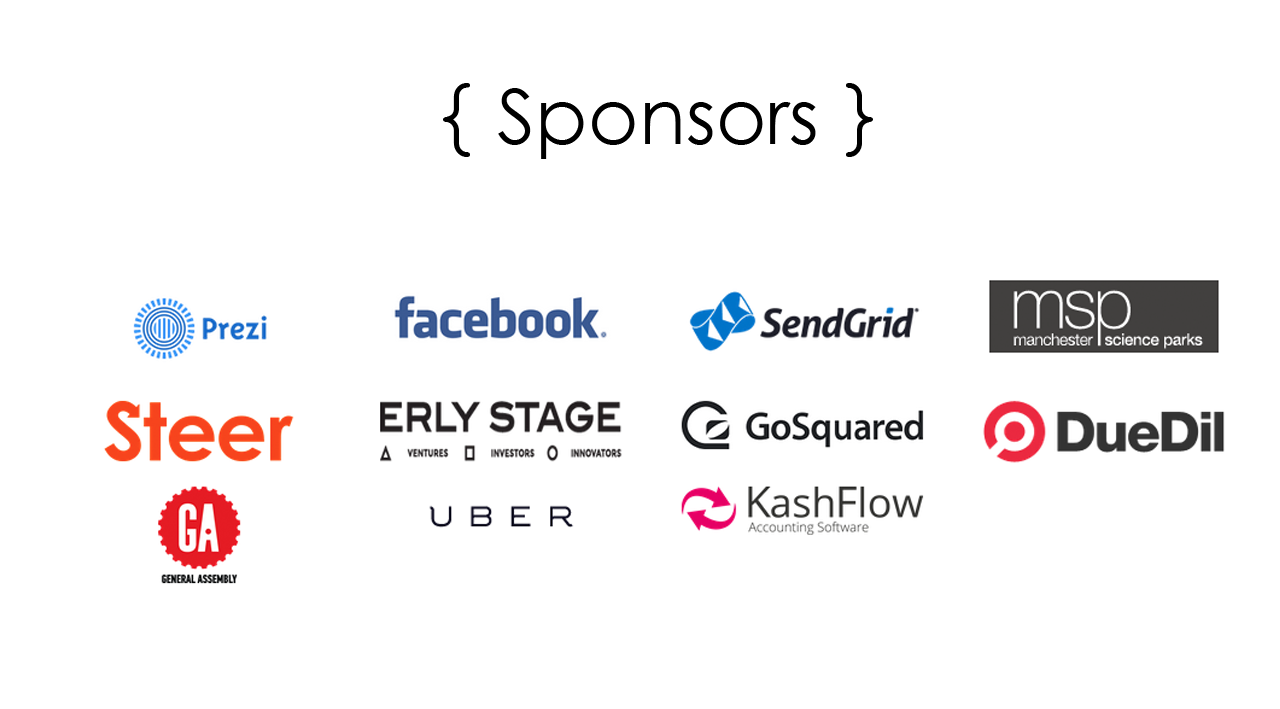 { Sponsors }
Prezi
facebook®
SendGrid
msp
manchester science parks
Steer
ERLY STAGE
VENTURES INVESTORS INNOVATORS
GoSquared
DueDil
GA
GENERAL ASSEMBLY
UBER
KashFlow
Accounting Software